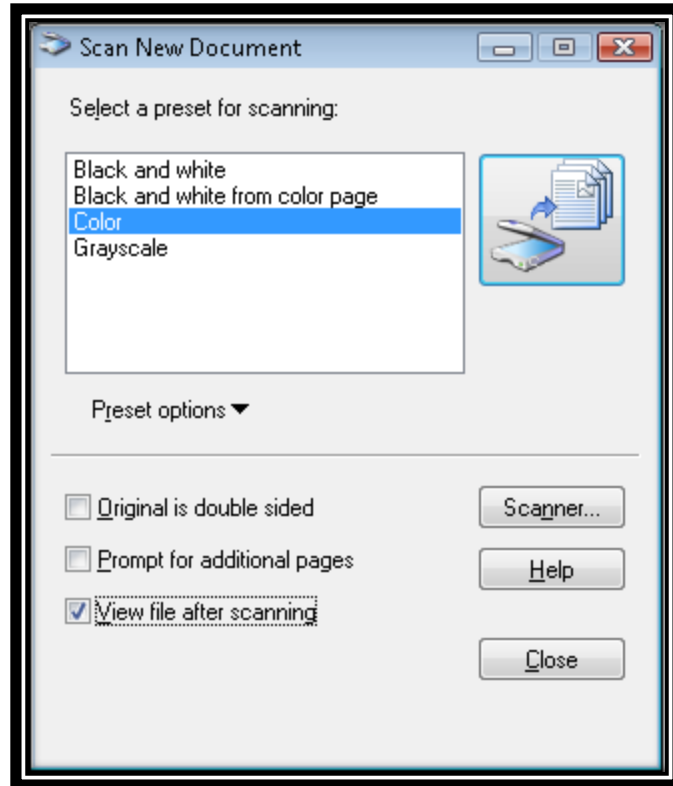 Scan New Document
Select a preset for scanning:
Black and white
Black and white from color page
Color
Grayscale
Preset options
Original is double sided
Scanner...
Prompt for additional pages
Help
View file after scanning
Close